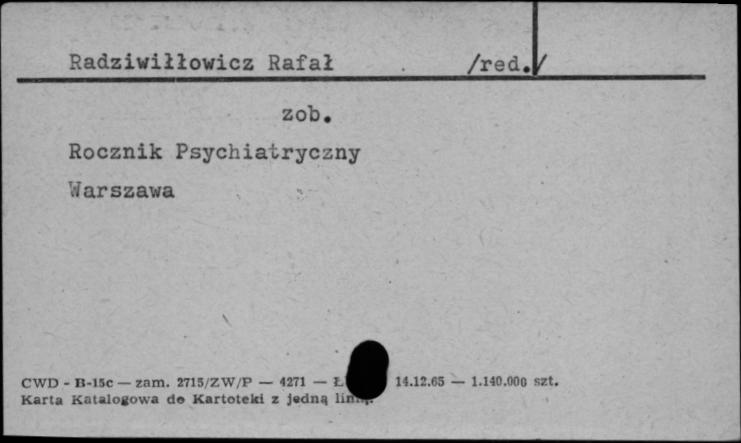 Radziwiłłowicz Rafał /red./
zob.
Rocznik Psychiatryczny
Warszawa
CWD - B-15c — zam. 2715/ZW/P — 4271 — 14.12.65 — 1.140.000 szt.
Karta Katalogowa do Kartoteki z jedną linią.